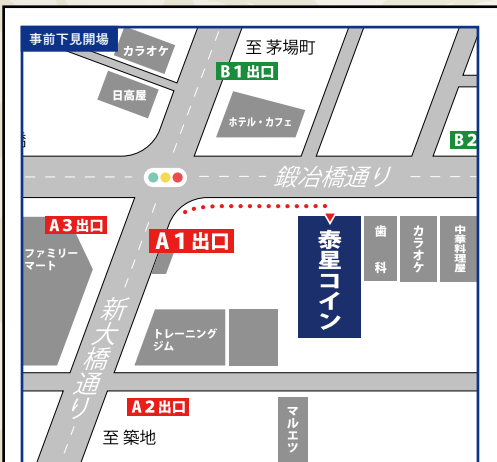 事前下見開場
カラオケ
至 茅場町
B1出口
日高屋
ホテル・カフェ
B2
鍛冶橋通り
A3出口
A1出口
ファミリー
マート
泰星コイン
歯科
カラオケ
中華料理屋
新大橋通り
トレーニング
ジム
A2出口
至 築地
マルエツ